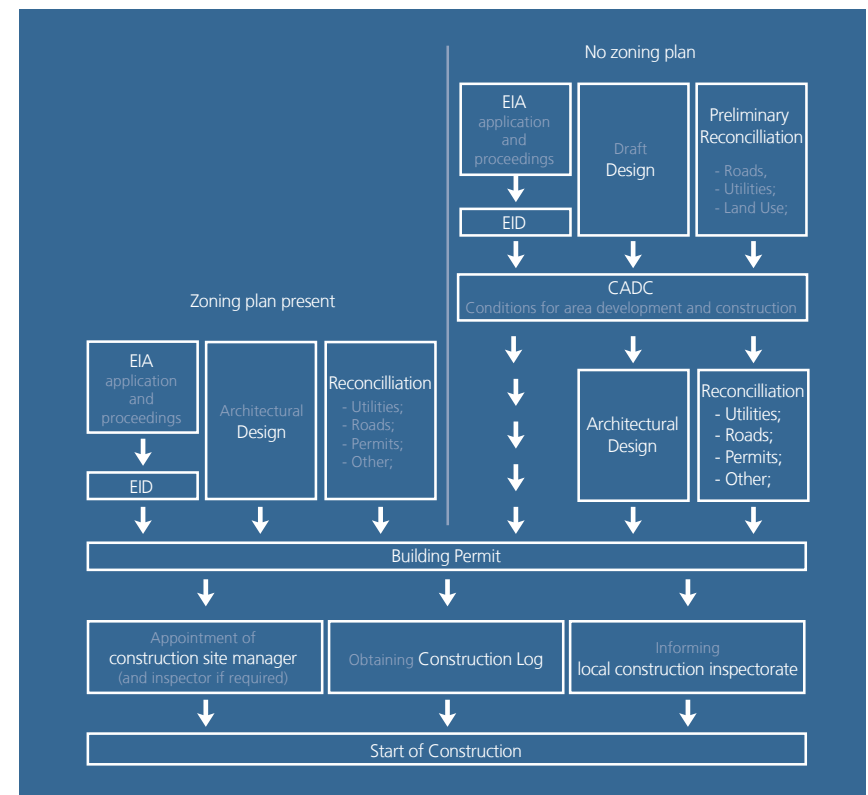 No zoning plan
EIA
application
and
proceedings
EID
Draft
Design
Preliminary
Reconcilliation
- Roads,
- Utilities;
- Land Use;
CADC
Conditions for area development and construction
Zoning plan present
EIA
application
and
proceedings
EID
Architectural
Design
Reconcilliation
- Utilities;
- Roads;
- Permits;
- Other;
Architectural
Design
Reconcilliation
- Utilities;
- Roads;
- Permits;
- Other;
Building Permit
Appointment of
construction site manager
(and inspector if required)
Obtaining Construction Log
Informing
local construction inspectorate
Start of Construction